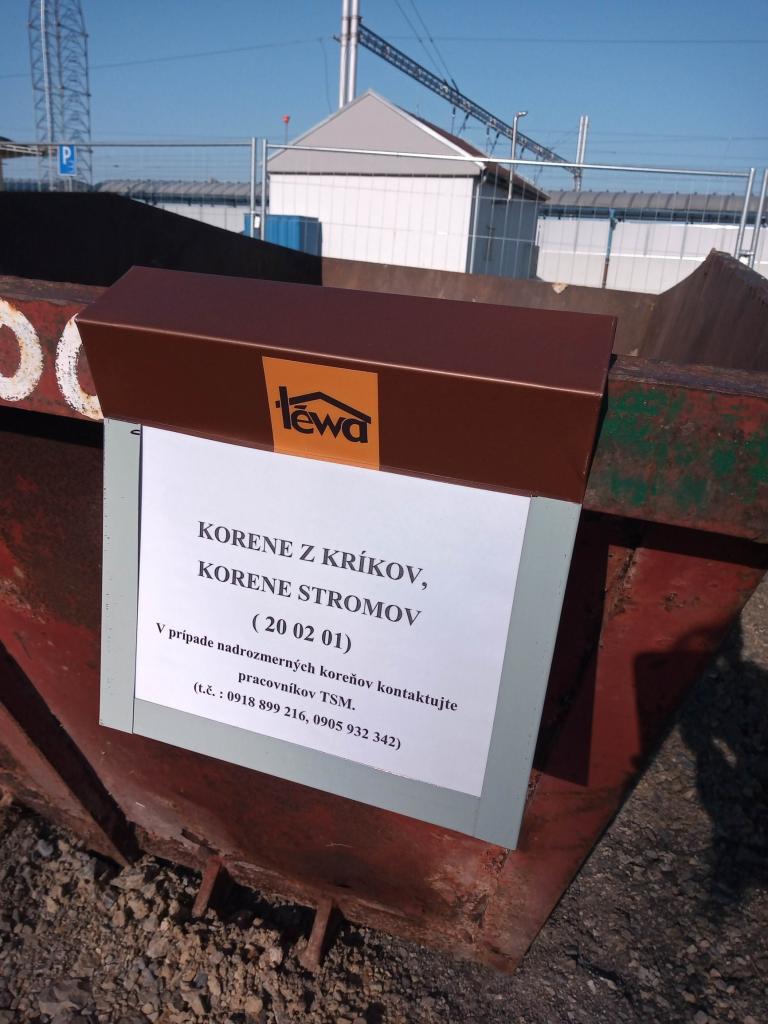 P
téwa
KORENE Z KRÍKOV,
KORENE STROMOV
( 20 02 01)
V prípade nadrozmerných koreňov kontaktujte
pracovníkov TSM.
(t.č. : 0918 899 216, 0905 932 342)